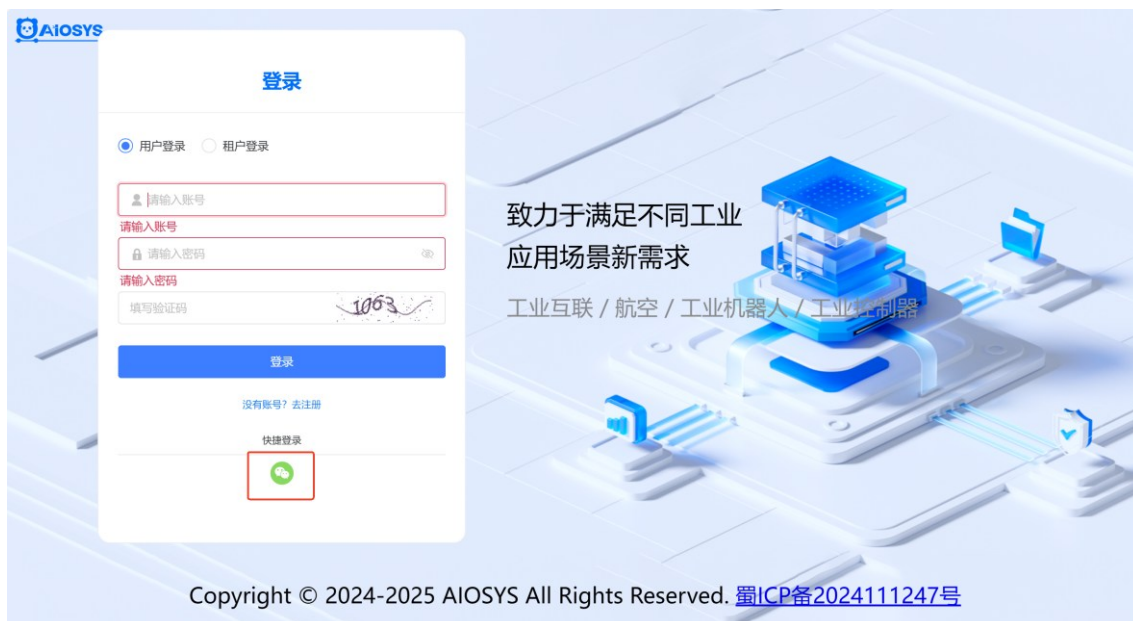 AIOSYS
登录
用户登录 租户登录
请输入账号
请输入账号
请输入密码
请输入密码
填写验证码 1063
登录
没有账号？去注册
快捷登录
致力于满足不同工业
应用场景新需求
工业互联 / 航空 / 工业机器人 / 工业控制器
Copyright © 2024-2025 AIOSYS All Rights Reserved. 蜀ICP备2024111247号